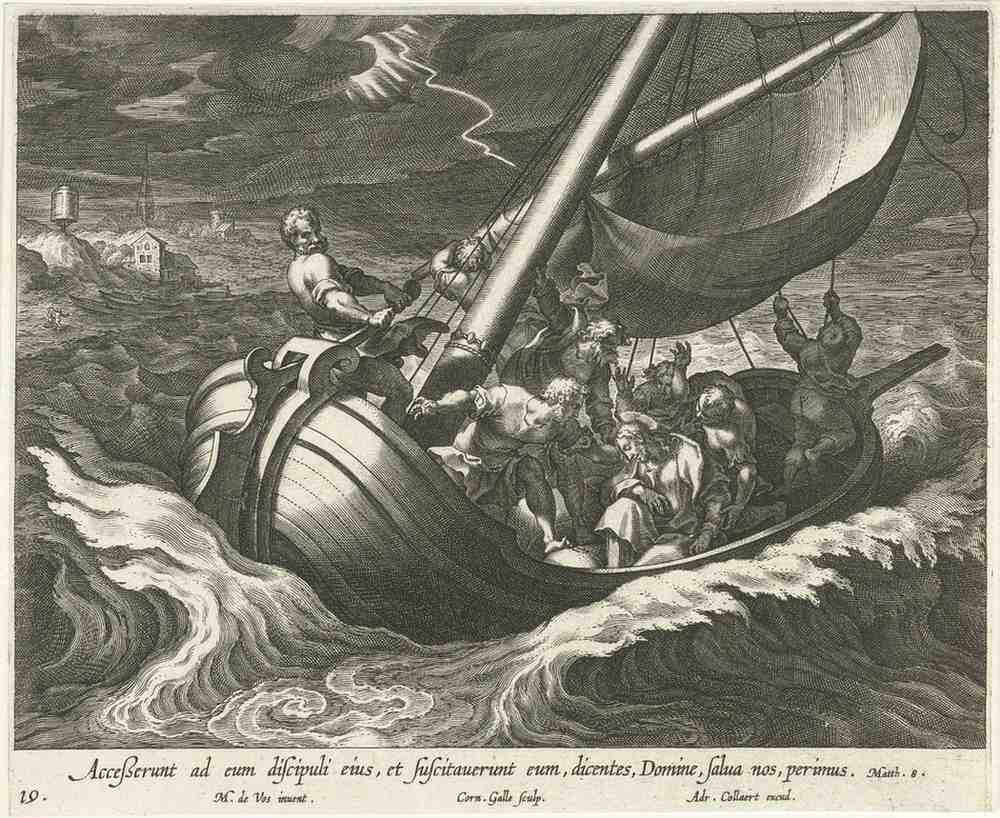 Acceßerunt ad eum diſcipuli eius, et ſuſcitauerunt eum, dicentes, Domine, ſalua nos, perimus. Matth. 8.
19. M. de Vos inuent. Corn. Galle ſculp. Adr. Collaert excud.